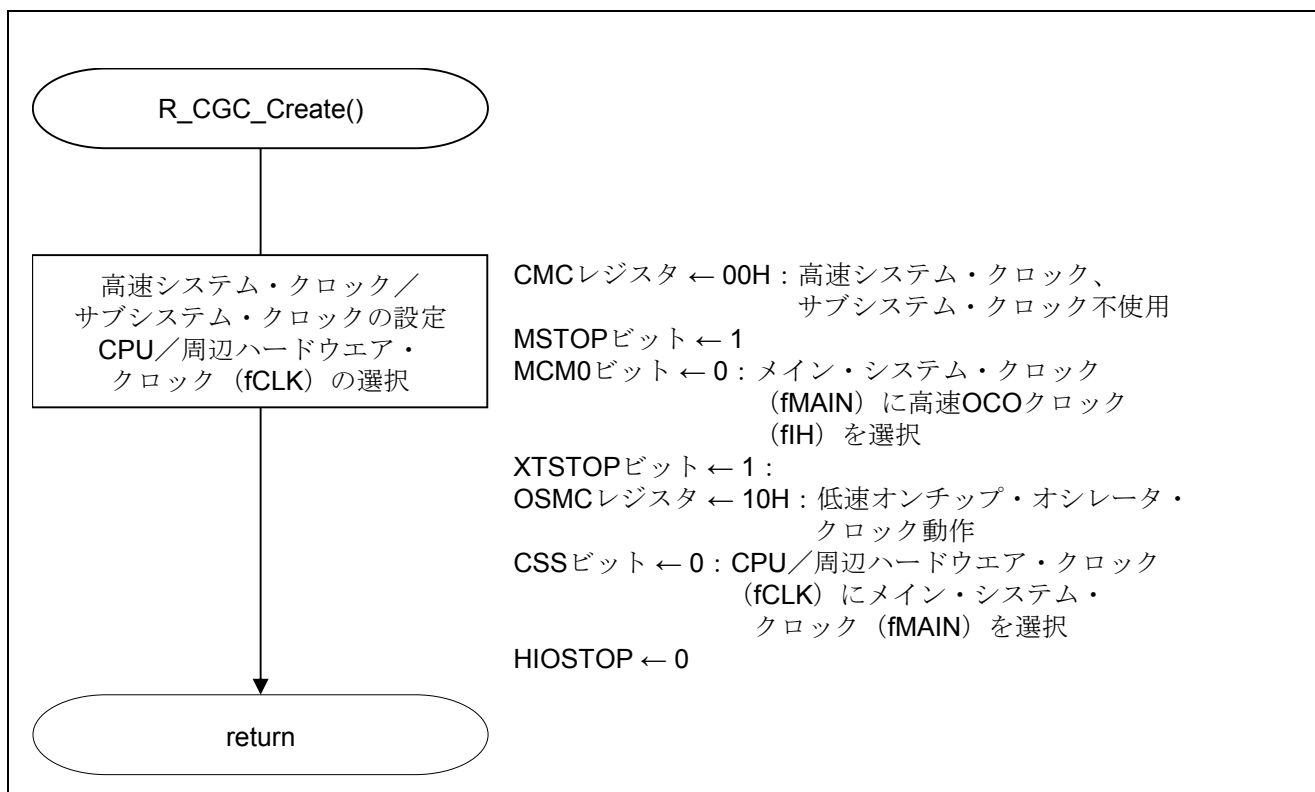 R_CGC_Create()
高速システム・クロック／
サブシステム・クロックの設定
CPU／周辺ハードウエア・
クロック（fCLK）の選択
CMCレジスタ ← 00H：高速システム・クロック、
サブシステム・クロック不使用
MSTOPビット ← 1
MCM0ビット ← 0：メイン・システム・クロック
（fMAIN）に高速OCOクロック
（fIH）を選択
XTSTOPビット ← 1：
OSMCレジスタ ← 10H：低速オンチップ・オシレータ・
クロック動作
CSSビット ← 0：CPU／周辺ハードウエア・クロック
（fCLK）にメイン・システム・
クロック（fMAIN）を選択
HIOSTOP ← 0
return